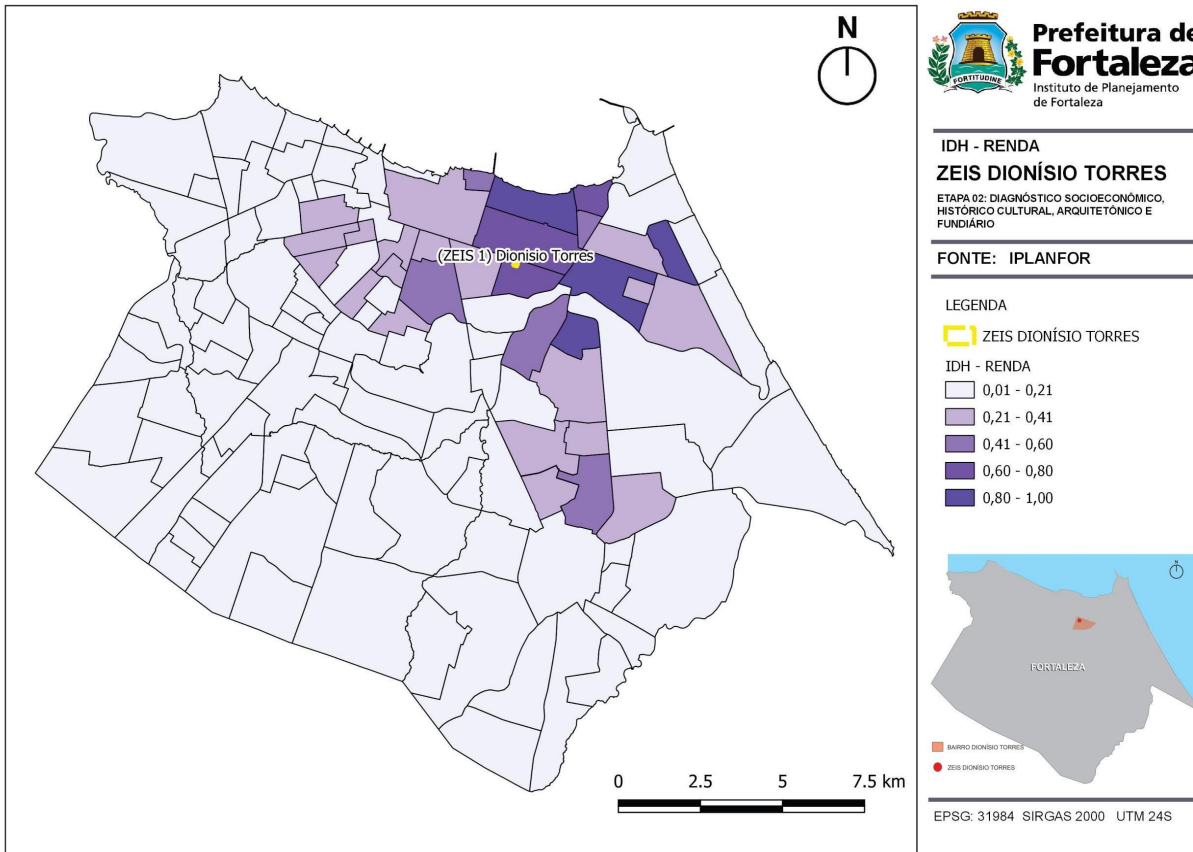 N
(ZEIS 1) Dionísio Torres
0 2.5 5 7.5 km
FORTITUDINE
Prefeitura de
Fortaleza
Instituto de Planejamento
de Fortaleza
IDH - RENDA
ZEIS DIONÍSIO TORRES
ETAPA 02: DIAGNÓSTICO SOCIOECONÔMICO,
HISTÓRICO CULTURAL, ARQUITETÔNICO E
FUNDIÁRIO
FONTE: IPLANFOR
LEGENDA
ZEIS DIONÍSIO TORRES
IDH - RENDA
0,01 - 0,21
0,21 - 0,41
0,41 - 0,60
0,60 - 0,80
0,80 - 1,00
N
FORTALEZA
BAIRRO DIONÍSIO TORRES
ZEIS DIONÍSIO TORRES
EPSG: 31984 SIRGAS 2000 UTM 24S